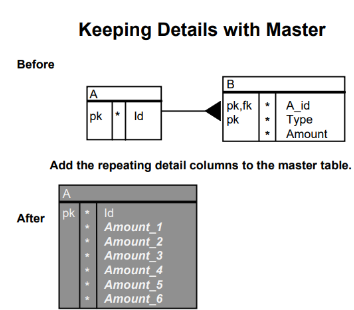 Keeping Details with Master
Before
A
pk * Id
B
pk,fk * A_id
pk * Type
* Amount
Add the repeating detail columns to the master table.
After
A
pk * Id
* Amount_1
* Amount_2
* Amount_3
* Amount_4
* Amount_5
* Amount_6